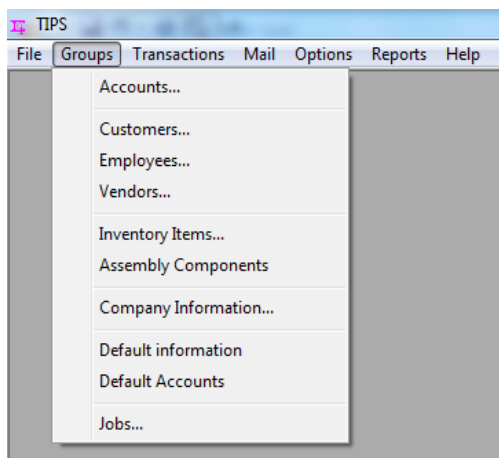 TIPS
File Groups Transactions Mail Options Reports Help
Accounts...
Customers...
Employees...
Vendors...
Inventory Items...
Assembly Components
Company Information...
Default information
Default Accounts
Jobs...